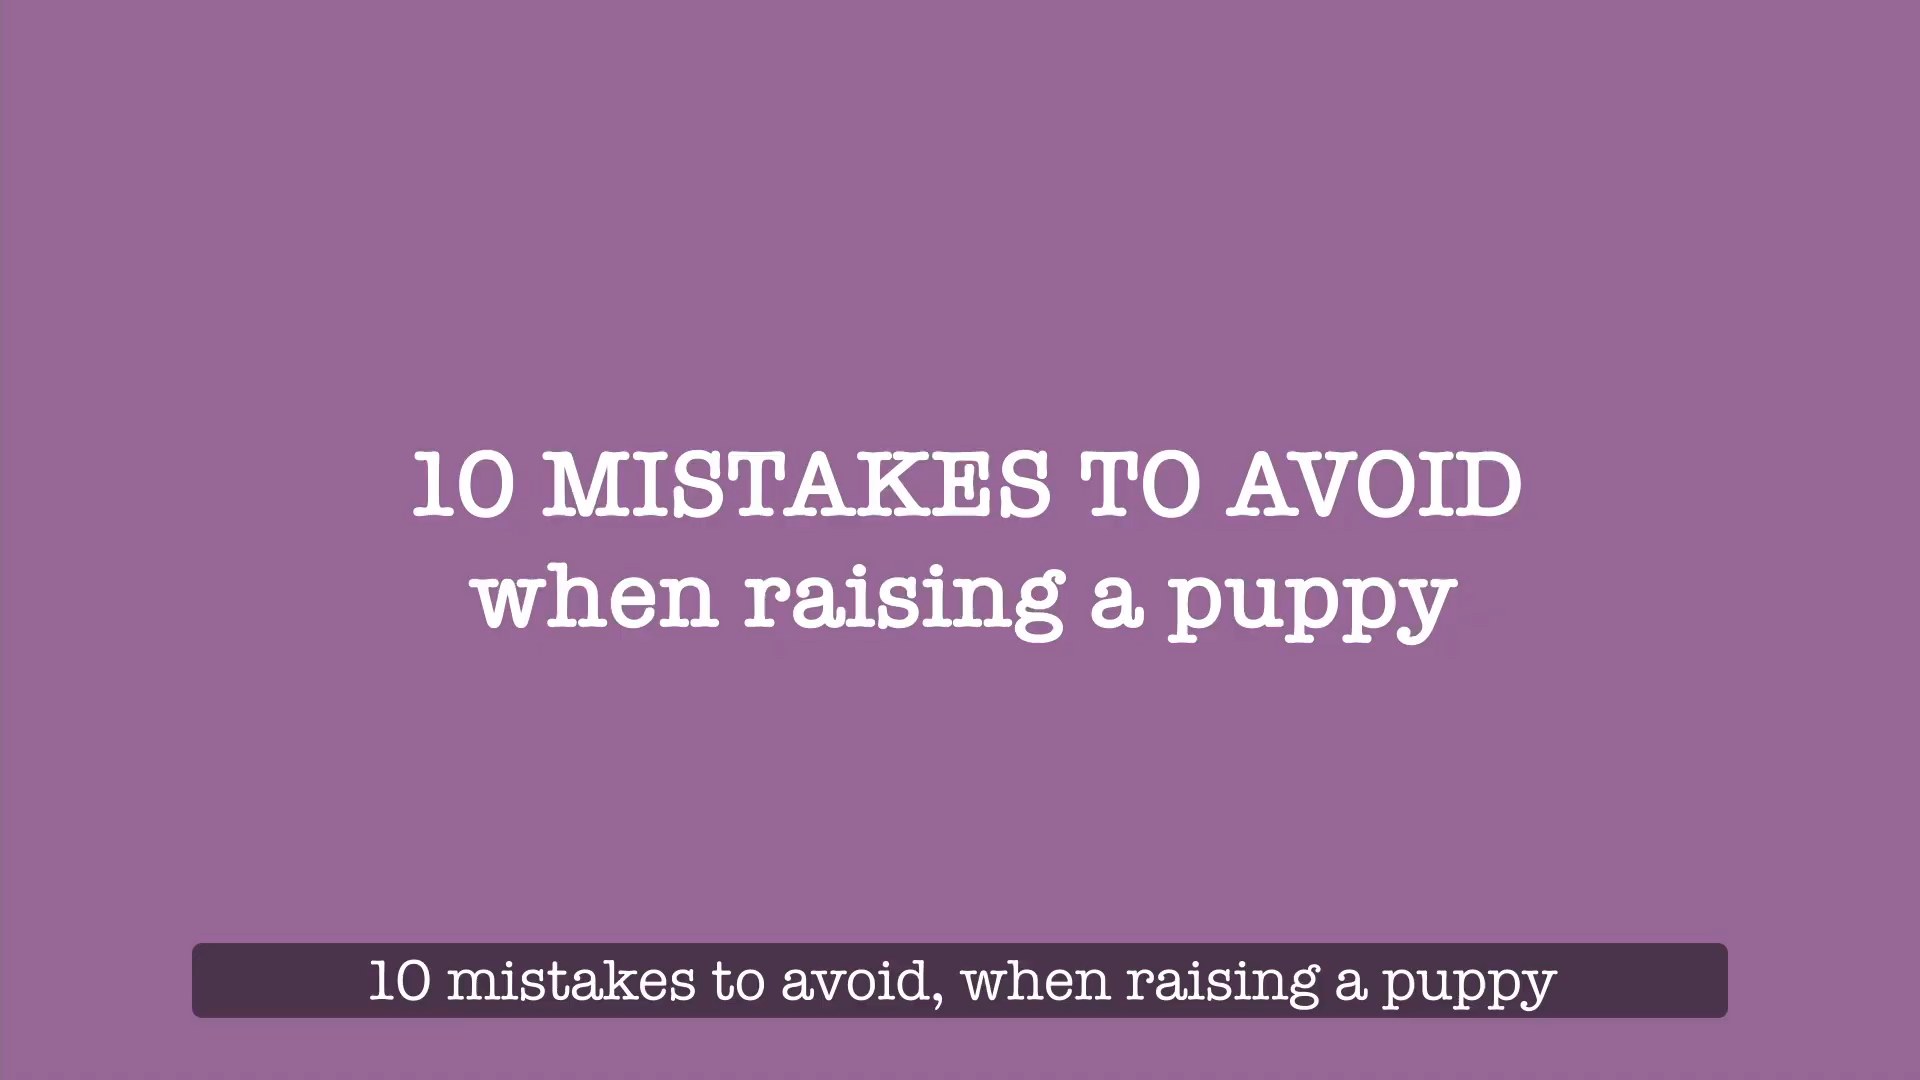 10 MISTAKES TO AVOID
when raising a puppy
10 mistakes to avoid, when raising a puppy